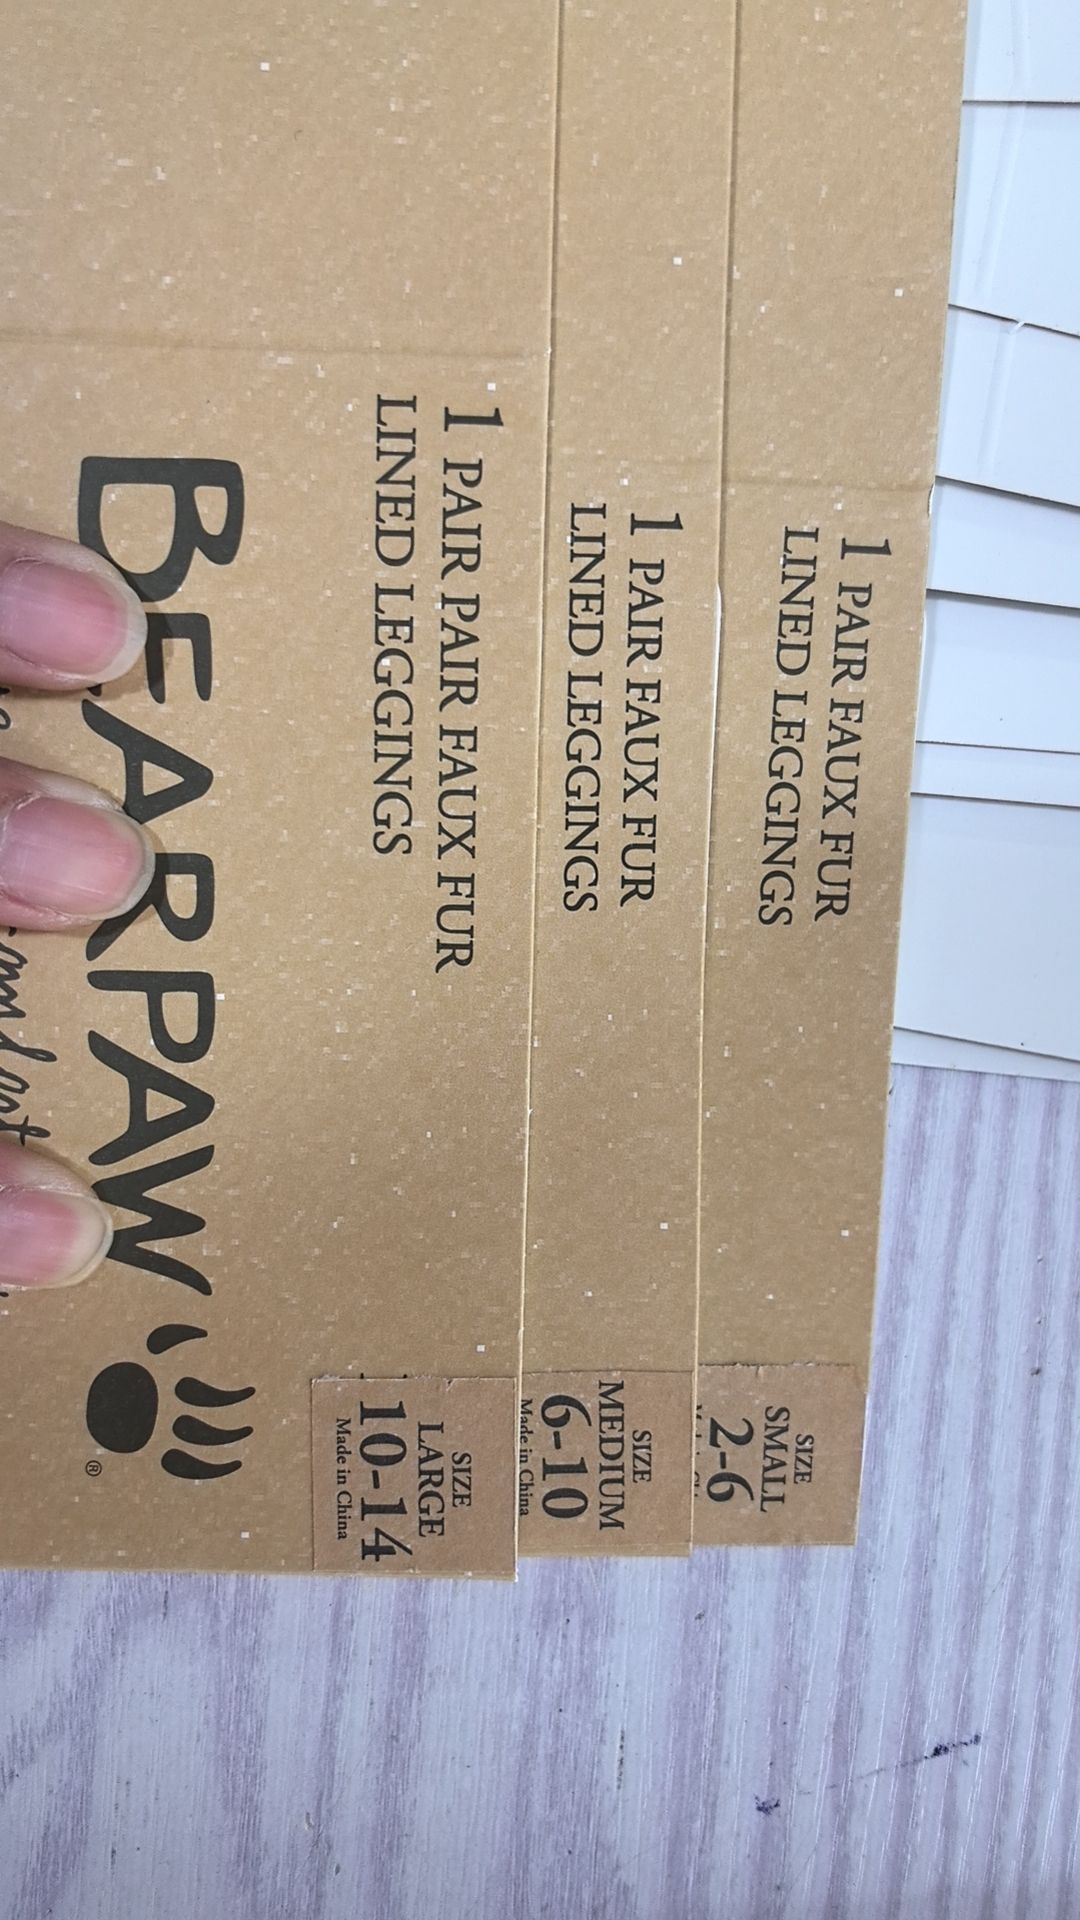 1 PAIR FAUX FUR
LINED LEGGINGS
SIZE
SMALL
2-6
1 PAIR FAUX FUR
LINED LEGGINGS
SIZE
MEDIUM
6-10
Made in China
1 PAIR PAIR FAUX FUR
LINED LEGGINGS
SIZE
LARGE
10-14
Made in China
BEARPAW®